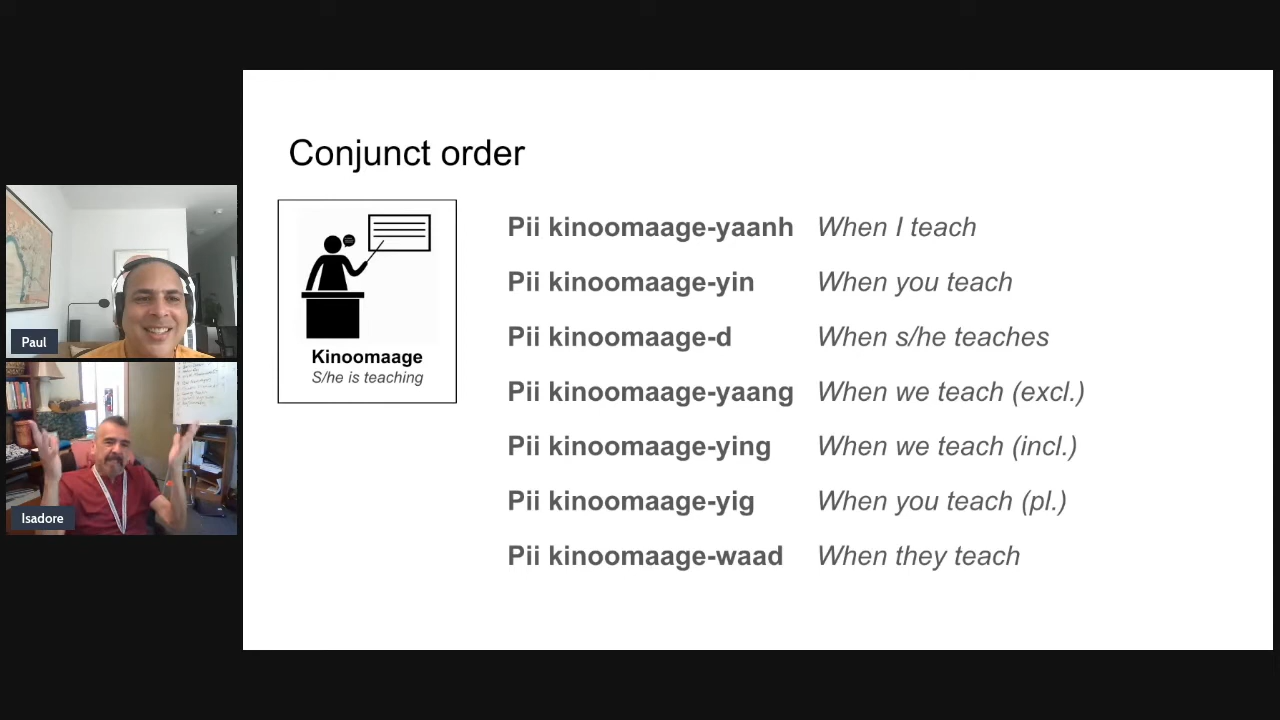 Conjunct order
Kinoomaage
S/he is teaching
Pii kinoomaage-yaanh When I teach
Pii kinoomaage-yin When you teach
Pii kinoomaage-d When s/he teaches
Pii kinoomaage-yaang When we teach (excl.)
Pii kinoomaage-ying When we teach (incl.)
Pii kinoomaage-yig When you teach (pl.)
Pii kinoomaage-waad When they teach
Paul
Isadore